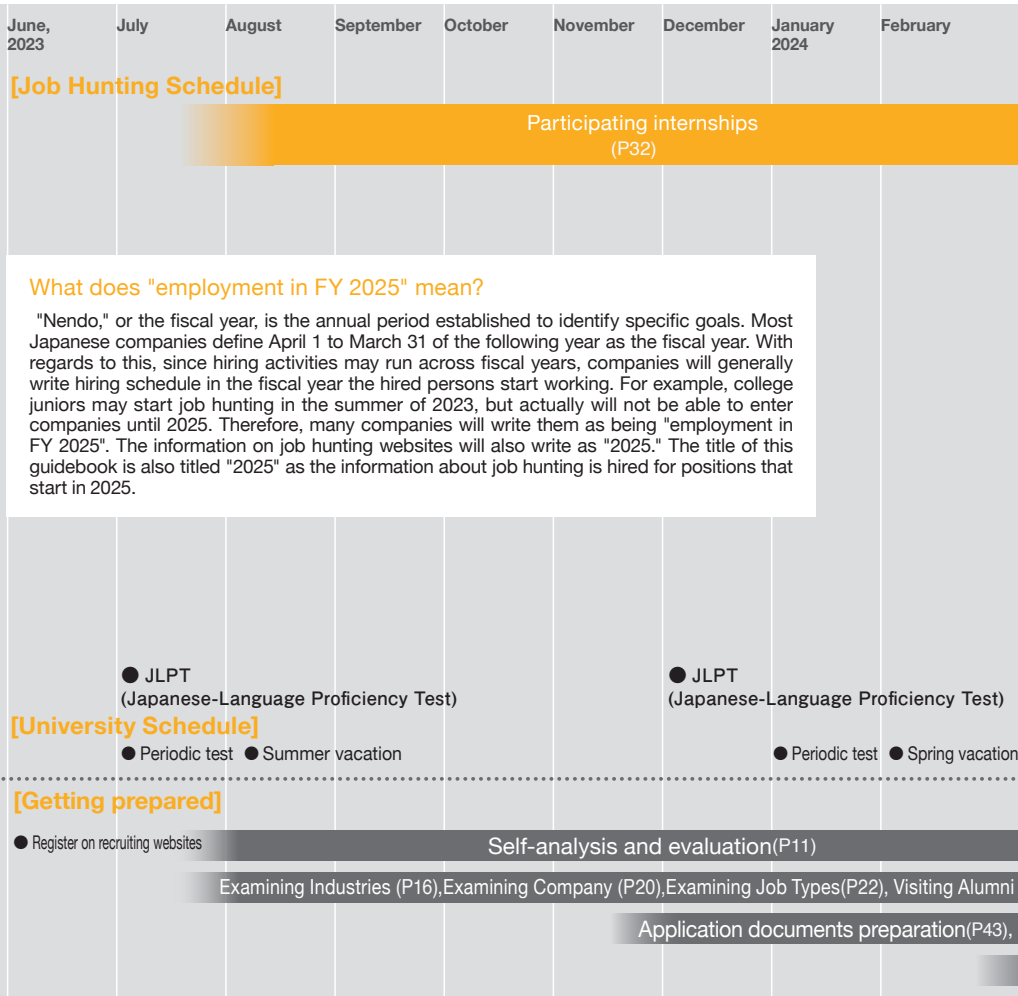 June, 2023 July August September October November December January 2024 February
[Job Hunting Schedule]
Participating internships
(P32)
What does "employment in FY 2025" mean?
"Nendo," or the fiscal year, is the annual period established to identify specific goals. Most
Japanese companies define April 1 to March 31 of the following year as the fiscal year. With
regards to this, since hiring activities may run across fiscal years, companies will generally
write hiring schedule in the fiscal year the hired persons start working. For example, college
juniors may start job hunting in the summer of 2023, but actually will not be able to enter
companies until 2025. Therefore, many companies will write them as being "employment in
FY 2025". The information on job hunting websites will also write as "2025." The title of this
guidebook is also titled "2025" as the information about job hunting is hired for positions that
start in 2025.
● JLPT ● JLPT
(Japanese-Language Proficiency Test) (Japanese-Language Proficiency Test)
[University Schedule]
● Periodic test ● Summer vacation ● Periodic test ● Spring vacation
[Getting prepared]
● Register on recruiting websites Self-analysis and evaluation(P11)
Examining Industries (P16),Examining Company (P20),Examining Job Types(P22), Visiting Alumni
Application documents preparation(P43),